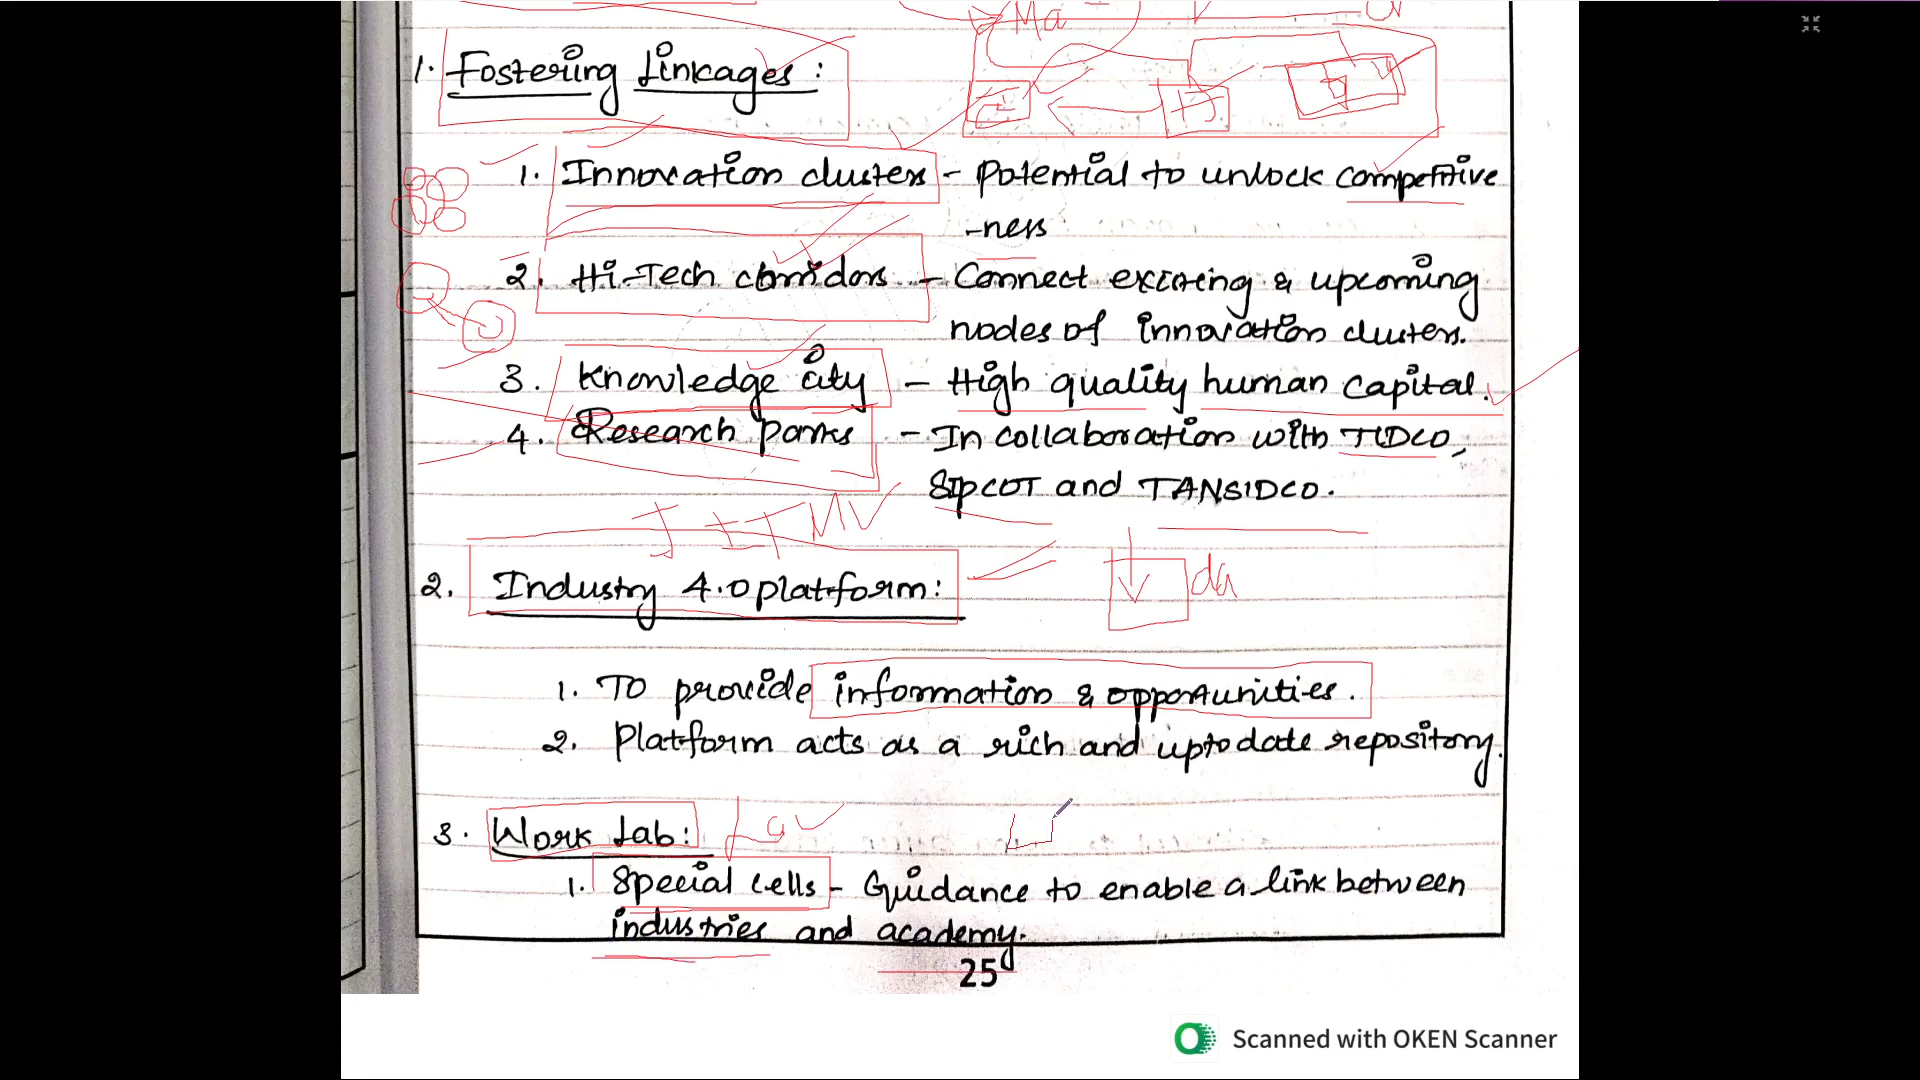 1. Fostering Linkages :
1. Innovation clusters - Potential to unlock competitive
-ness
2. Hi-Tech corridors - Connect existing & upcoming
nodes of innovation clusters.
3. Knowledge city - High quality human capital.
4. Research parks - In collaboration with TIDCO,
SIPCOT and TANSIDCO.
2. Industry 4.0 platform :
da
1. To provide information & opportunities.
2. Platform acts as a rich and upto date repository.
3. Work Lab :
1. Special cells - Guidance to enable a link between
industries and academy.
25
Scanned with OKEN Scanner